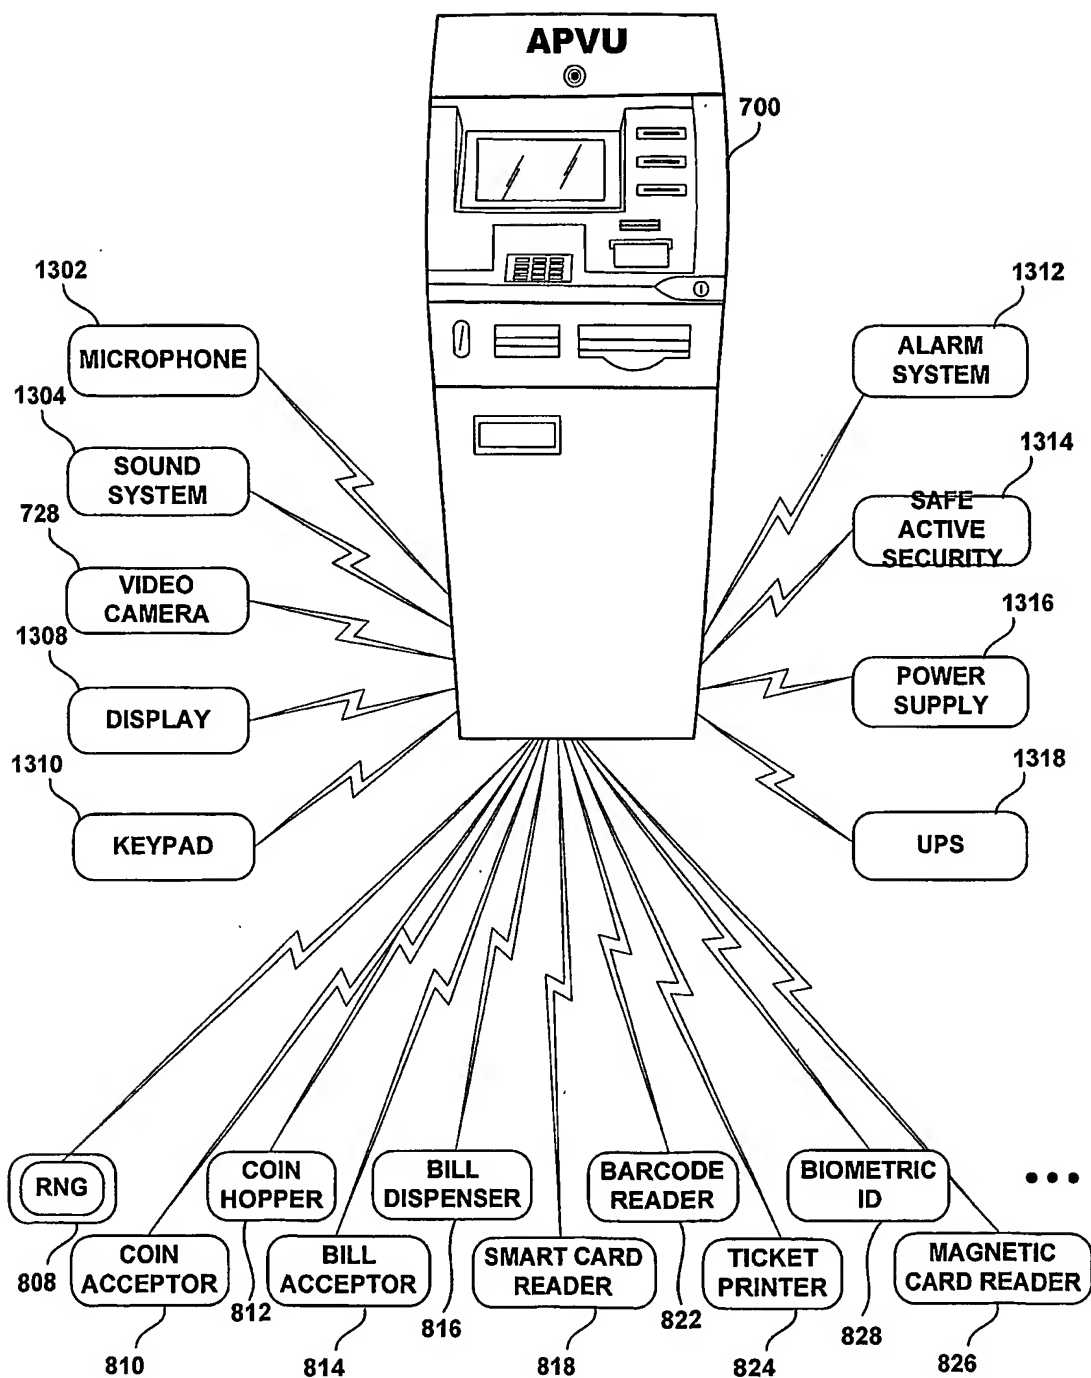 APVU
700
1302
MICROPHONE
1304
SOUND
SYSTEM
728
VIDEO
CAMERA
1308
DISPLAY
1310
KEYPAD
1312
ALARM
SYSTEM
1314
SAFE
ACTIVE
SECURITY
1316
POWER
SUPPLY
1318
UPS
RNG
808
COIN
ACCEPTOR
810
COIN
HOPPER
812
BILL
ACCEPTOR
814
BILL
DISPENSER
816
SMART CARD
READER
818
BARCODE
READER
822
TICKET
PRINTER
824
BIOMETRIC
ID
828
MAGNETIC
CARD READER
826
•••